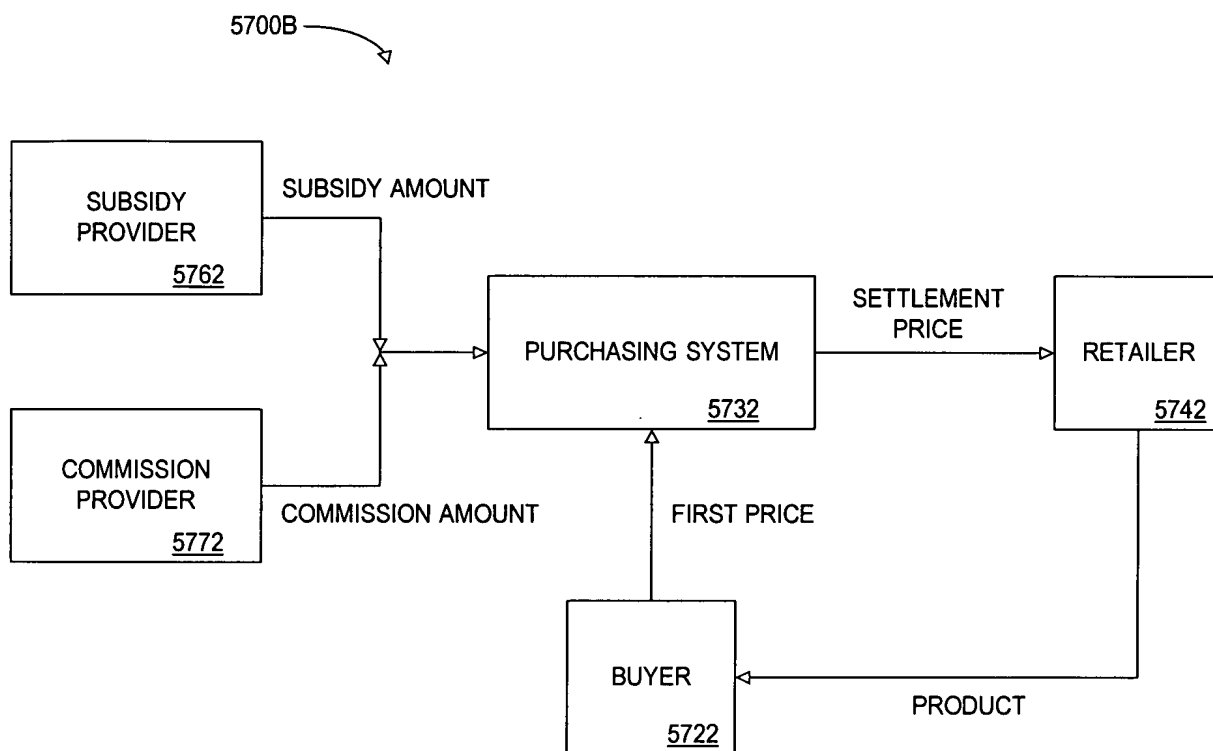 5700B
SUBSIDY
PROVIDER
5762
SUBSIDY AMOUNT
PURCHASING SYSTEM
5732
SETTLEMENT
PRICE
RETAILER
5742
COMMISSION
PROVIDER
5772
COMMISSION AMOUNT
FIRST PRICE
BUYER
5722
PRODUCT